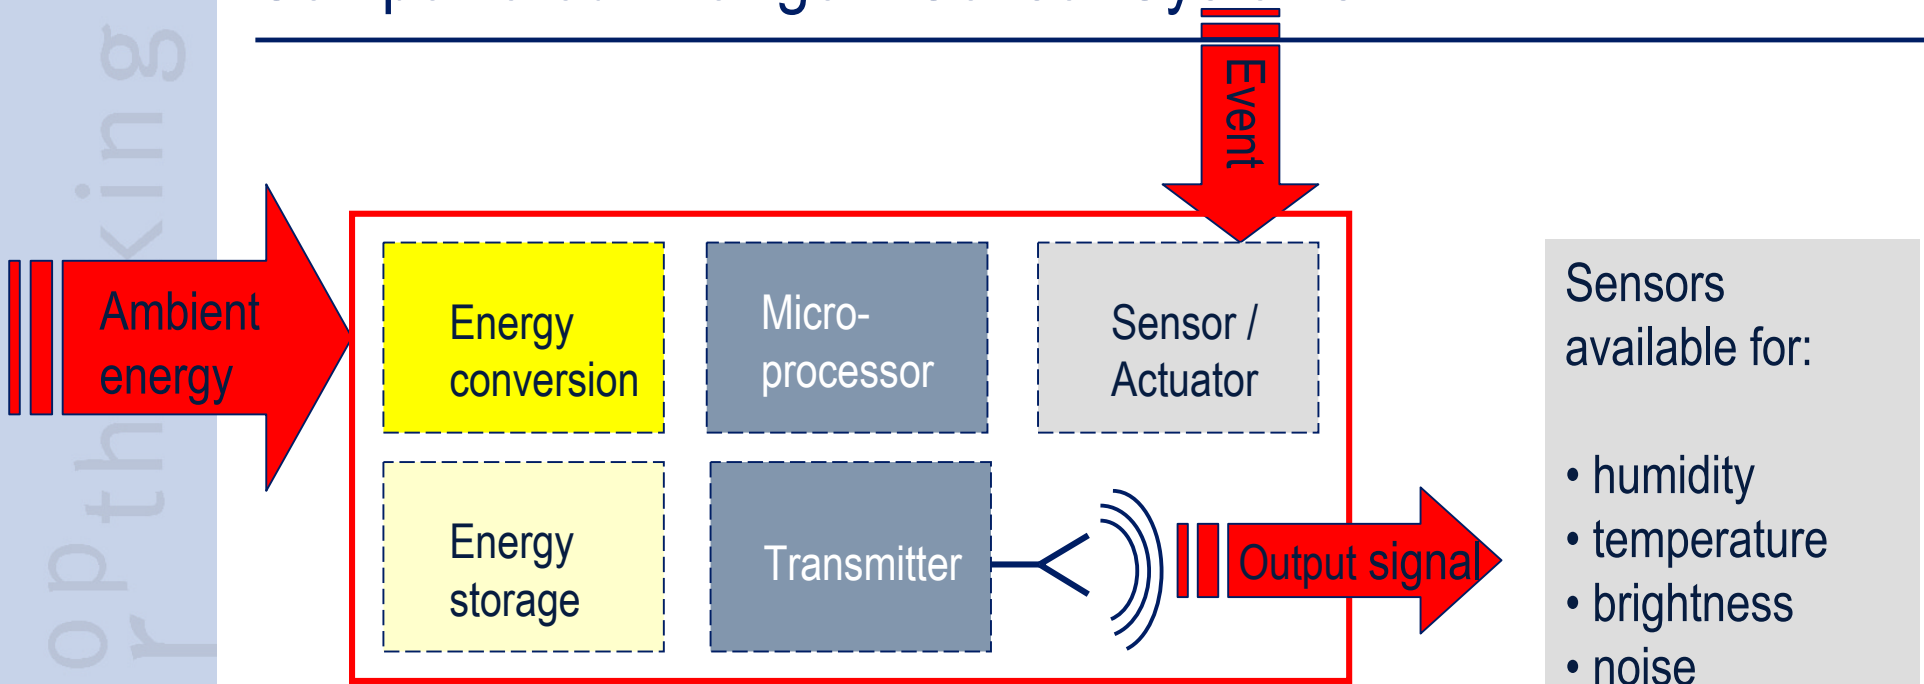 Event
Ambient
energy
Energy
conversion
Micro-
processor
Sensor /
Actuator
Energy
storage
Transmitter
Output signal
Sensors
available for:
• humidity
• temperature
• brightness
• noise